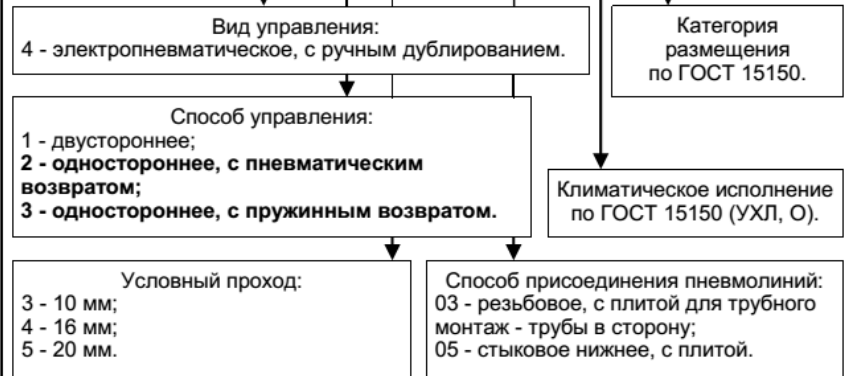 Вид управления:
4 - электропневматическое, с ручным дублированием.
Категория
размещения
по ГОСТ 15150.
Способ управления:
1 - двустороннее;
2 - одностороннее, с пневматическим
возвратом;
3 - одностороннее, с пружинным возвратом.
Климатическое исполнение
по ГОСТ 15150 (УХЛ, О).
Условный проход:
3 - 10 мм;
4 - 16 мм;
5 - 20 мм.
Способ присоединения пневмолиний:
03 - резьбовое, с плитой для трубного
монтаж - трубы в сторону;
05 - стыковое нижнее, с плитой.